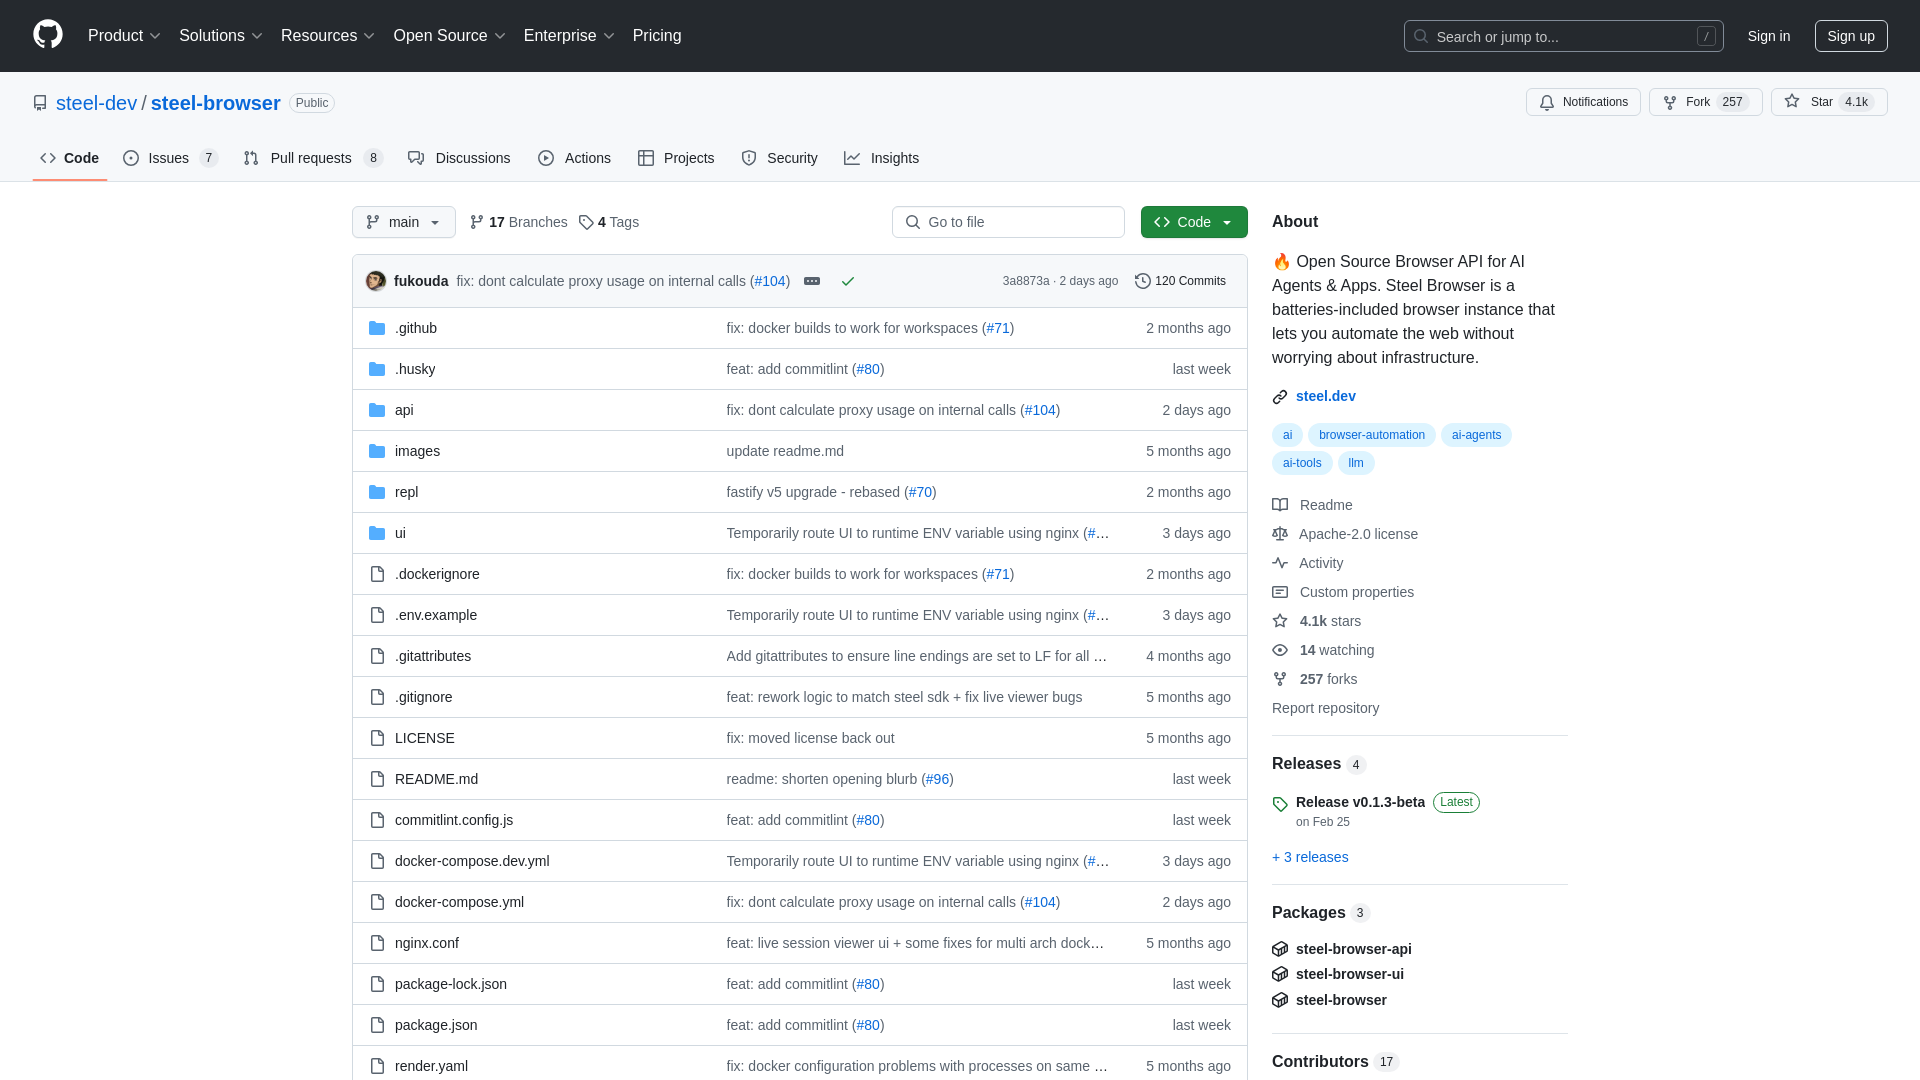 Product Solutions Resources Open Source Enterprise Pricing Search or jump to... / Sign in Sign up
steel-dev / steel-browser Public Notifications Fork 257 Star 4.1k
Code Issues 7 Pull requests 8 Discussions Actions Projects Security Insights
main 17 Branches 4 Tags Go to file Code
fukouda fix: dont calculate proxy usage on internal calls (#104) 3a8873a · 2 days ago 120 Commits
.github fix: docker builds to work for workspaces (#71) 2 months ago
.husky feat: add commitlint (#80) last week
api fix: dont calculate proxy usage on internal calls (#104) 2 days ago
images update readme.md 5 months ago
repl fastify v5 upgrade - rebased (#70) 2 months ago
ui Temporarily route UI to runtime ENV variable using nginx (#… 3 days ago
.dockerignore fix: docker builds to work for workspaces (#71) 2 months ago
.env.example Temporarily route UI to runtime ENV variable using nginx (#… 3 days ago
.gitattributes Add gitattributes to ensure line endings are set to LF for all … 4 months ago
.gitignore feat: rework logic to match steel sdk + fix live viewer bugs 5 months ago
LICENSE fix: moved license back out 5 months ago
README.md readme: shorten opening blurb (#96) last week
commitlint.config.js feat: add commitlint (#80) last week
docker-compose.dev.yml Temporarily route UI to runtime ENV variable using nginx (#… 3 days ago
docker-compose.yml fix: dont calculate proxy usage on internal calls (#104) 2 days ago
nginx.conf feat: live session viewer ui + some fixes for multi arch dock… 5 months ago
package-lock.json feat: add commitlint (#80) last week
package.json feat: add commitlint (#80) last week
render.yaml fix: docker configuration problems with processes on same … 5 months ago
About
🔥 Open Source Browser API for AI
Agents & Apps. Steel Browser is a
batteries-included browser instance that
lets you automate the web without
worrying about infrastructure.
steel.dev
ai browser-automation ai-agents
ai-tools llm
Readme
Apache-2.0 license
Activity
Custom properties
4.1k stars
14 watching
257 forks
Report repository
Releases 4
Release v0.1.3-beta Latest
on Feb 25
+ 3 releases
Packages 3
steel-browser-api
steel-browser-ui
steel-browser
Contributors 17